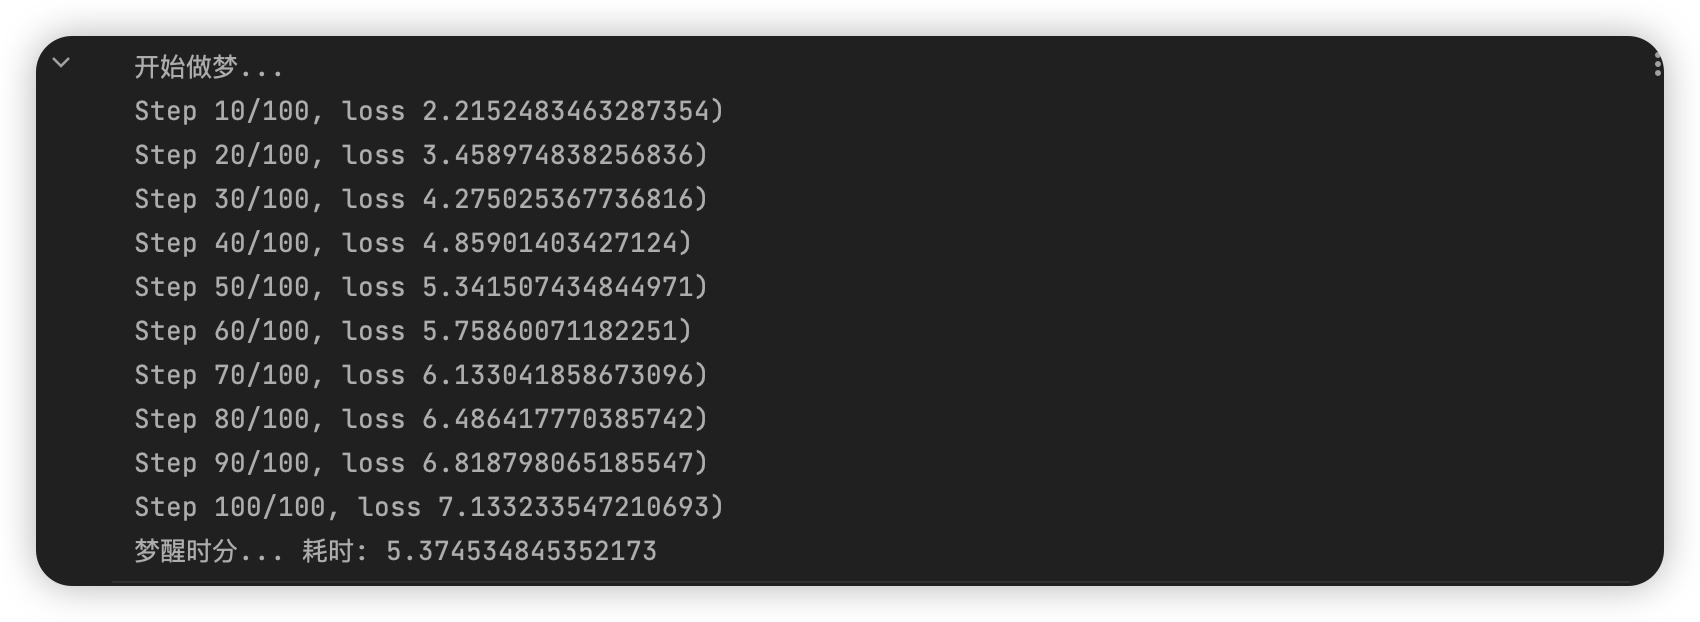 开始做梦...
Step 10/100, loss 2.2152483463287354)
Step 20/100, loss 3.458974838256836)
Step 30/100, loss 4.275025367736816)
Step 40/100, loss 4.85901403427124)
Step 50/100, loss 5.341507434844971)
Step 60/100, loss 5.75860071182251)
Step 70/100, loss 6.133041858673096)
Step 80/100, loss 6.486417770385742)
Step 90/100, loss 6.818798065185547)
Step 100/100, loss 7.133233547210693)
梦醒时分... 耗时: 5.374534845352173